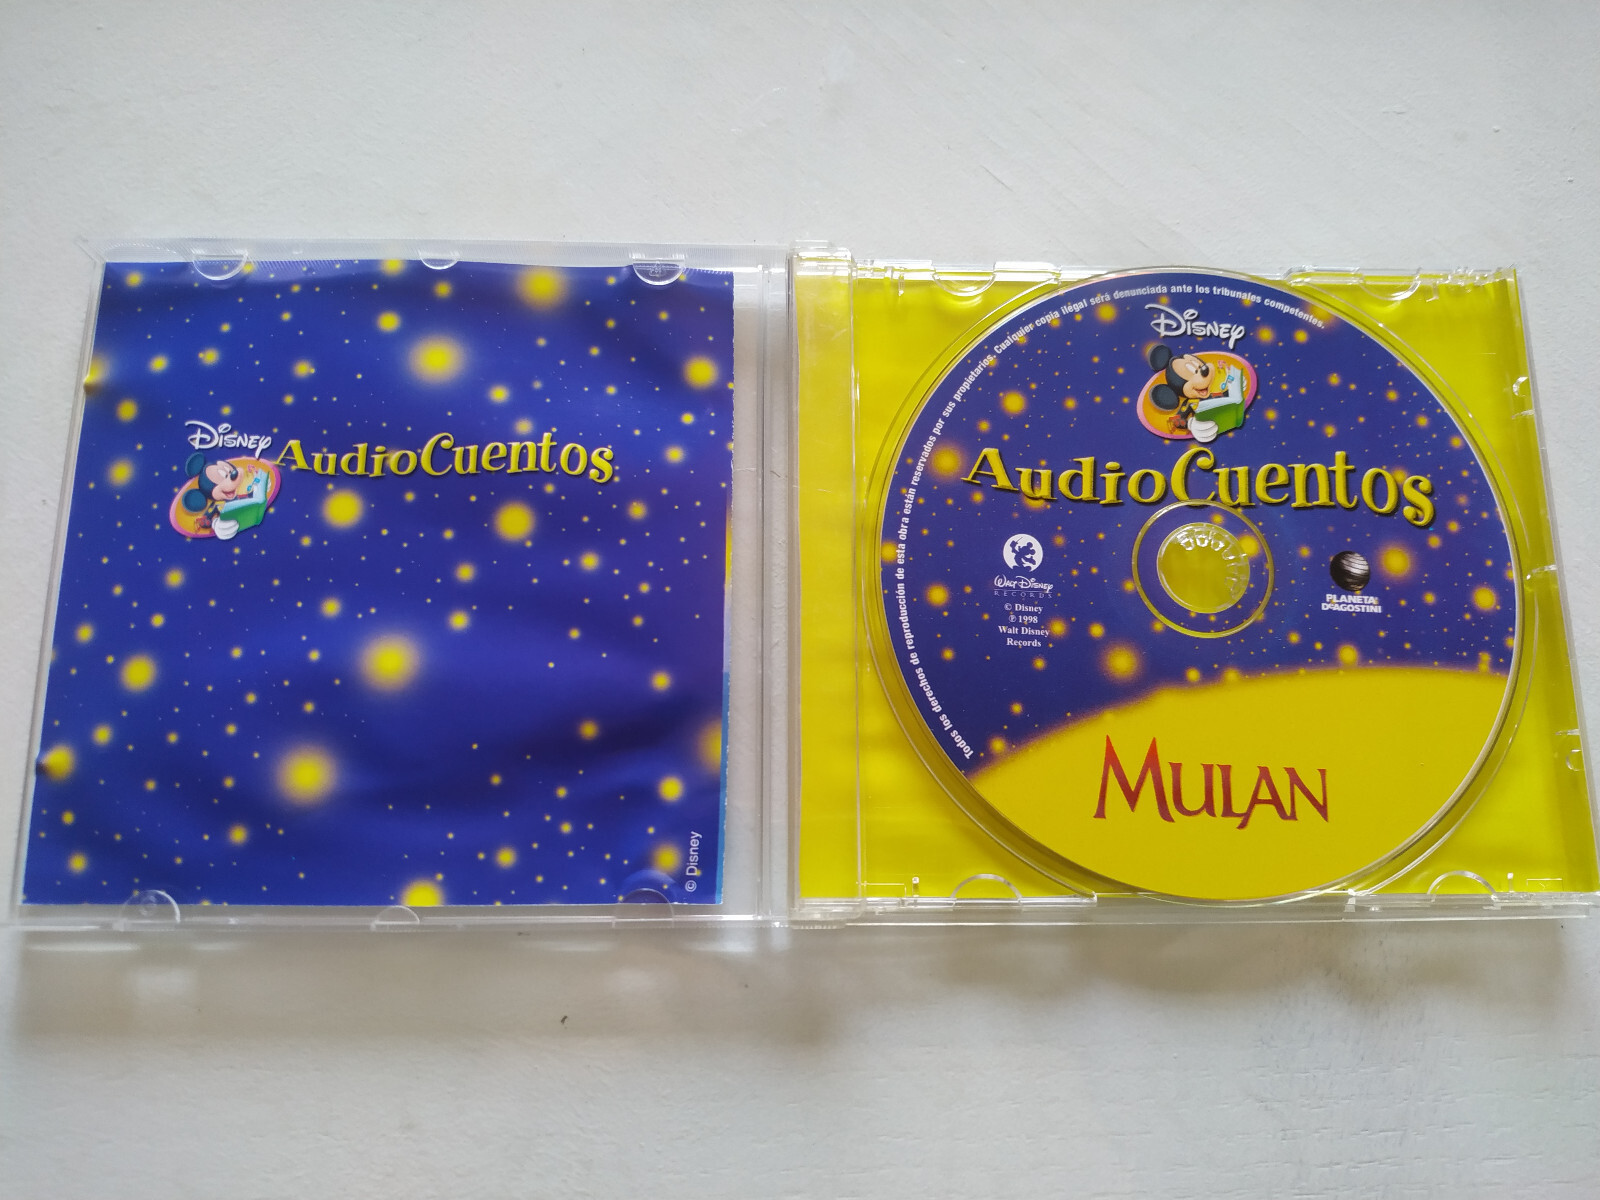 Disney
AudioCuentos
© Disney
Todos los derechos de reproducción de esta obra están reservados por sus propietarios. Cualquier copia ilegal será denunciada ante los tribunales competentes.
Disney
AudioCuentos
WALT DISNEY
RECORDS
© Disney
℗ 1998
Walt Disney
Records
PLANETA
DEAGOSTINI
MULAN